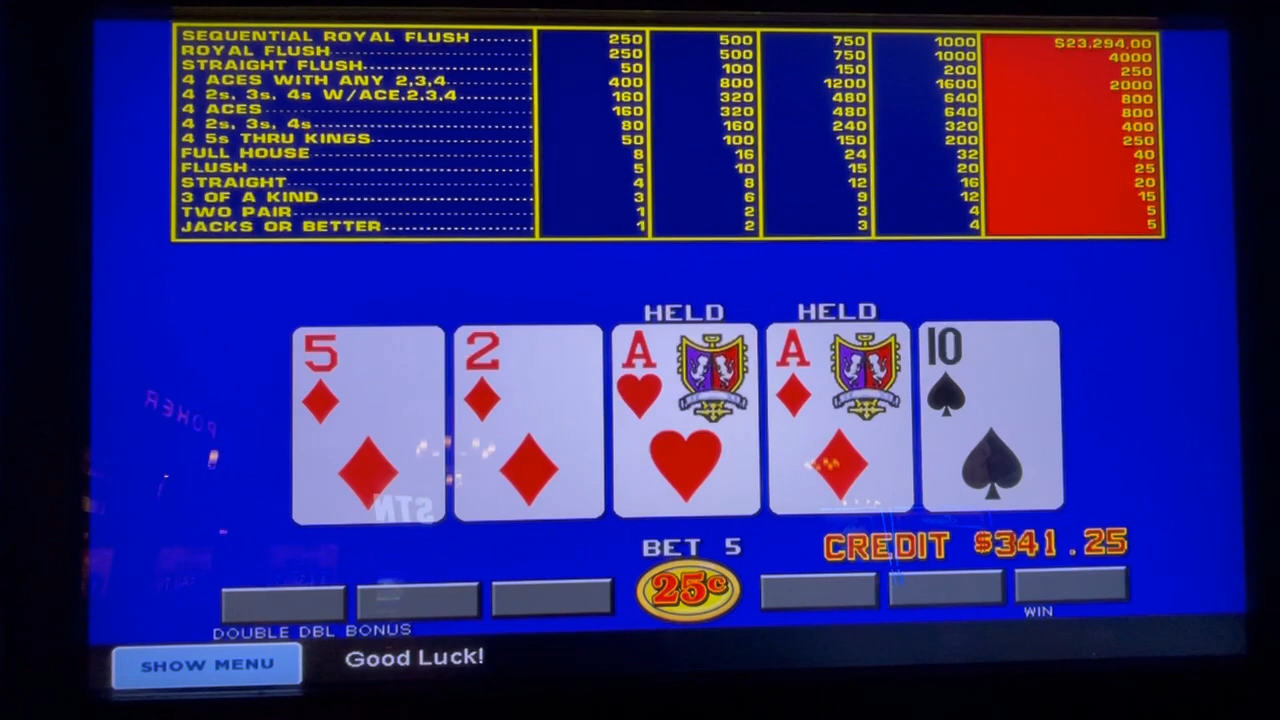 SEQUENTIAL ROYAL FLUSH 250 500 750 1000 $23,294.00
ROYAL FLUSH 250 500 750 1000 4000
STRAIGHT FLUSH 50 100 150 200 250
4 ACES WITH ANY 2,3,4 400 800 1200 1600 2000
4 2s, 3s, 4s W/ACE,2,3,4 160 320 480 640 800
4 ACES 160 320 480 640 800
4 2s, 3s, 4s 80 160 240 320 400
4 5s THRU KINGS 50 100 150 200 250
FULL HOUSE 8 16 24 32 40
FLUSH 5 10 15 20 25
STRAIGHT 4 8 12 16 20
3 OF A KIND 3 6 9 12 15
TWO PAIR 1 2 3 4 5
JACKS OR BETTER 1 2 3 4 5
HELD HELD
5 2 A A 10
POKER
STN
BET 5 CREDIT $341.25
25¢
WIN
DOUBLE DBL BONUS
SHOW MENU Good Luck!